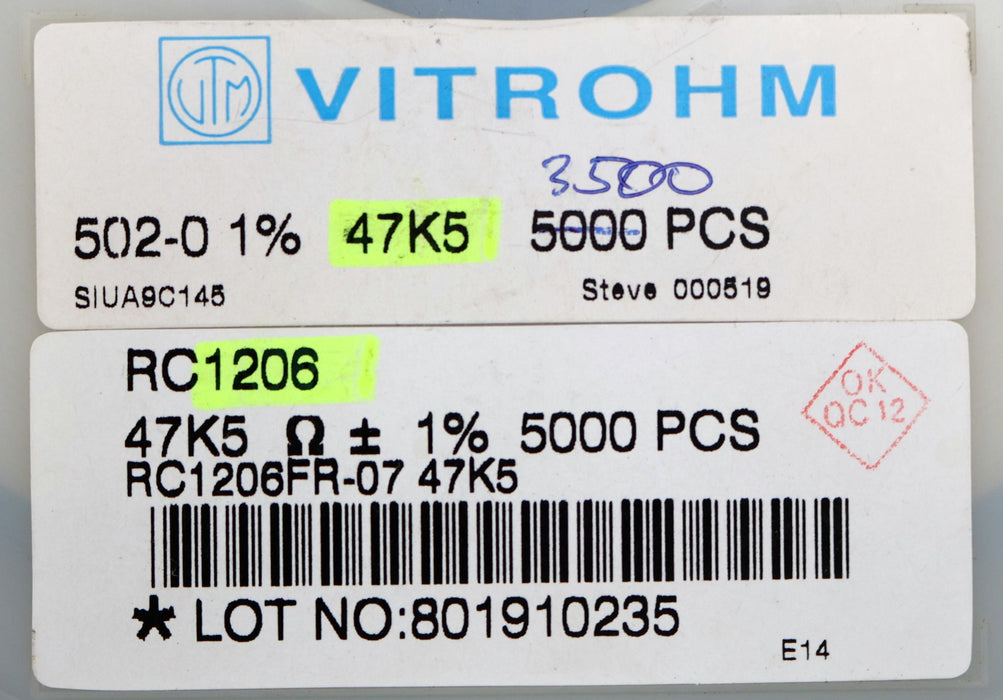 VTM VITROHM
3500
502-0 1% 47K5 5000 PCS
SIUA9C145 Steve 000519
RC1206
OK
QC 12
47K5 Ω ± 1% 5000 PCS
RC1206FR-07 47K5
* LOT NO:801910235
E14